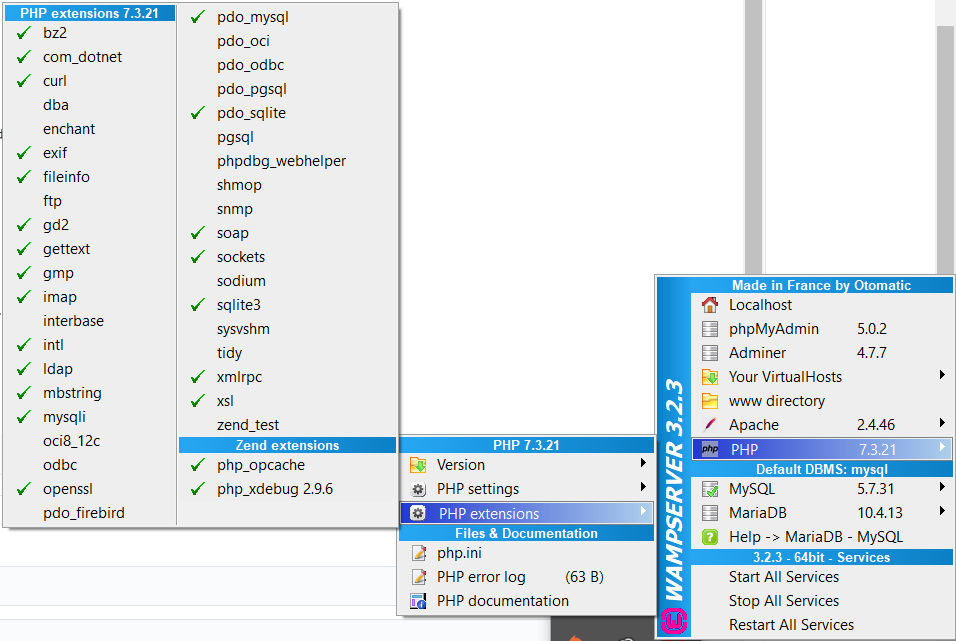 PHP extensions 7.3.21
bz2
com_dotnet
curl
dba
enchant
exif
fileinfo
ftp
gd2
gettext
gmp
imap
interbase
intl
ldap
mbstring
mysqli
oci8_12c
odbc
openssl
pdo_firebird
pdo_mysql
pdo_oci
pdo_odbc
pdo_pgsql
pdo_sqlite
pgsql
phpdbg_webhelper
shmop
snmp
soap
sockets
sodium
sqlite3
sysvshm
tidy
xmlrpc
xsl
zend_test
Zend extensions
php_opcache
php_xdebug 2.9.6
PHP 7.3.21
Version
PHP settings
PHP extensions
Files & Documentation
php.ini
PHP error log (63 B)
PHP documentation
WAMPSERVER 3.2.3
Made in France by Otomatic
Localhost
phpMyAdmin 5.0.2
Adminer 4.7.7
Your VirtualHosts
www directory
Apache 2.4.46
php PHP 7.3.21
Default DBMS: mysql
MySQL 5.7.31
MariaDB 10.4.13
Help -> MariaDB - MySQL
3.2.3 - 64bit - Services
Start All Services
Stop All Services
Restart All Services